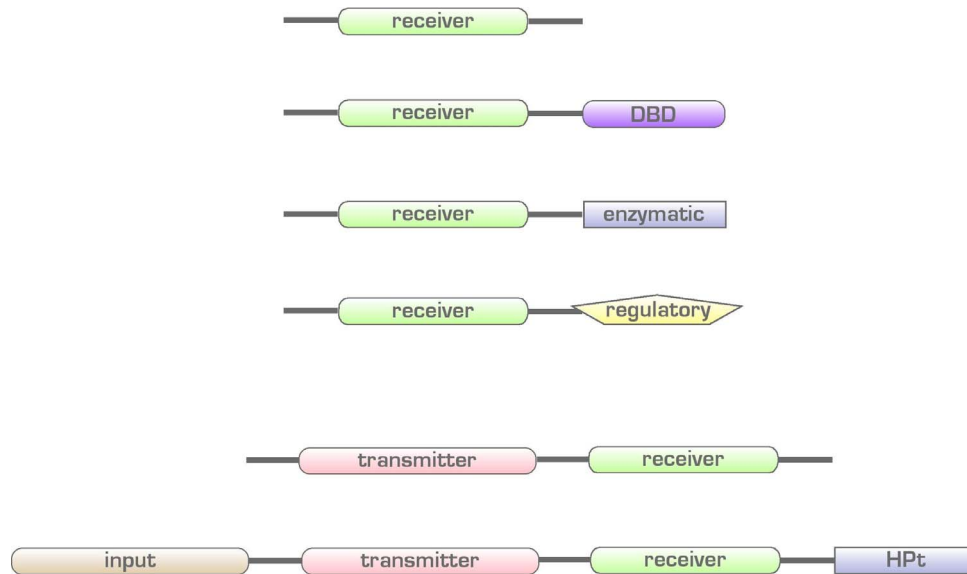 receiver
receiver DBD
receiver enzymatic
receiver regulatory
transmitter receiver
input transmitter receiver HPt